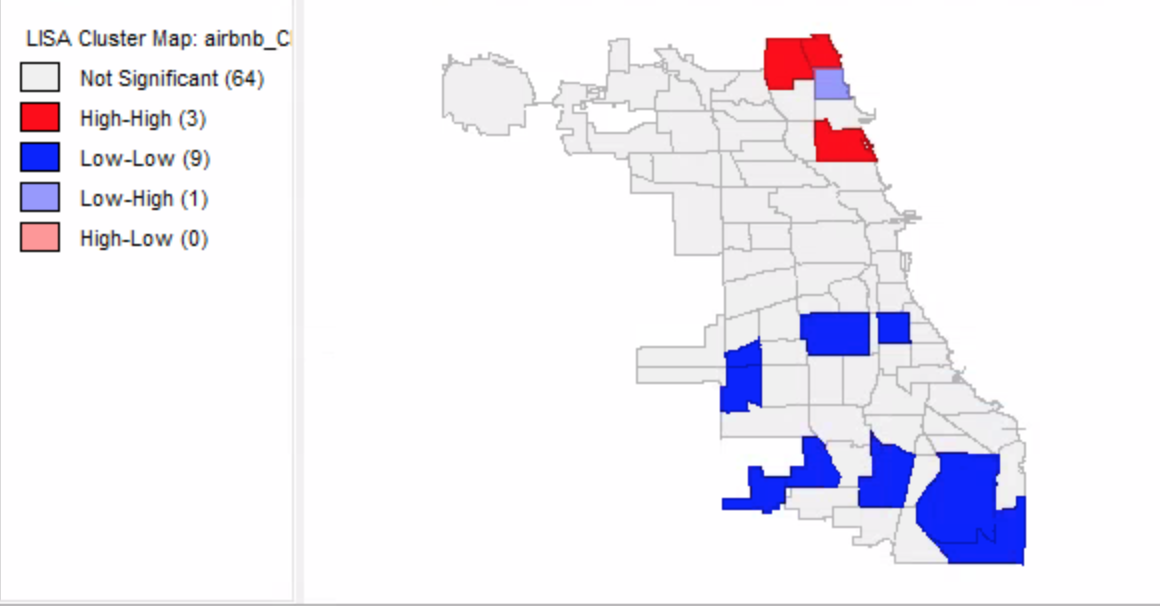 LISA Cluster Map: airbnb_C
Not Significant (64)
High-High (3)
Low-Low (9)
Low-High (1)
High-Low (0)